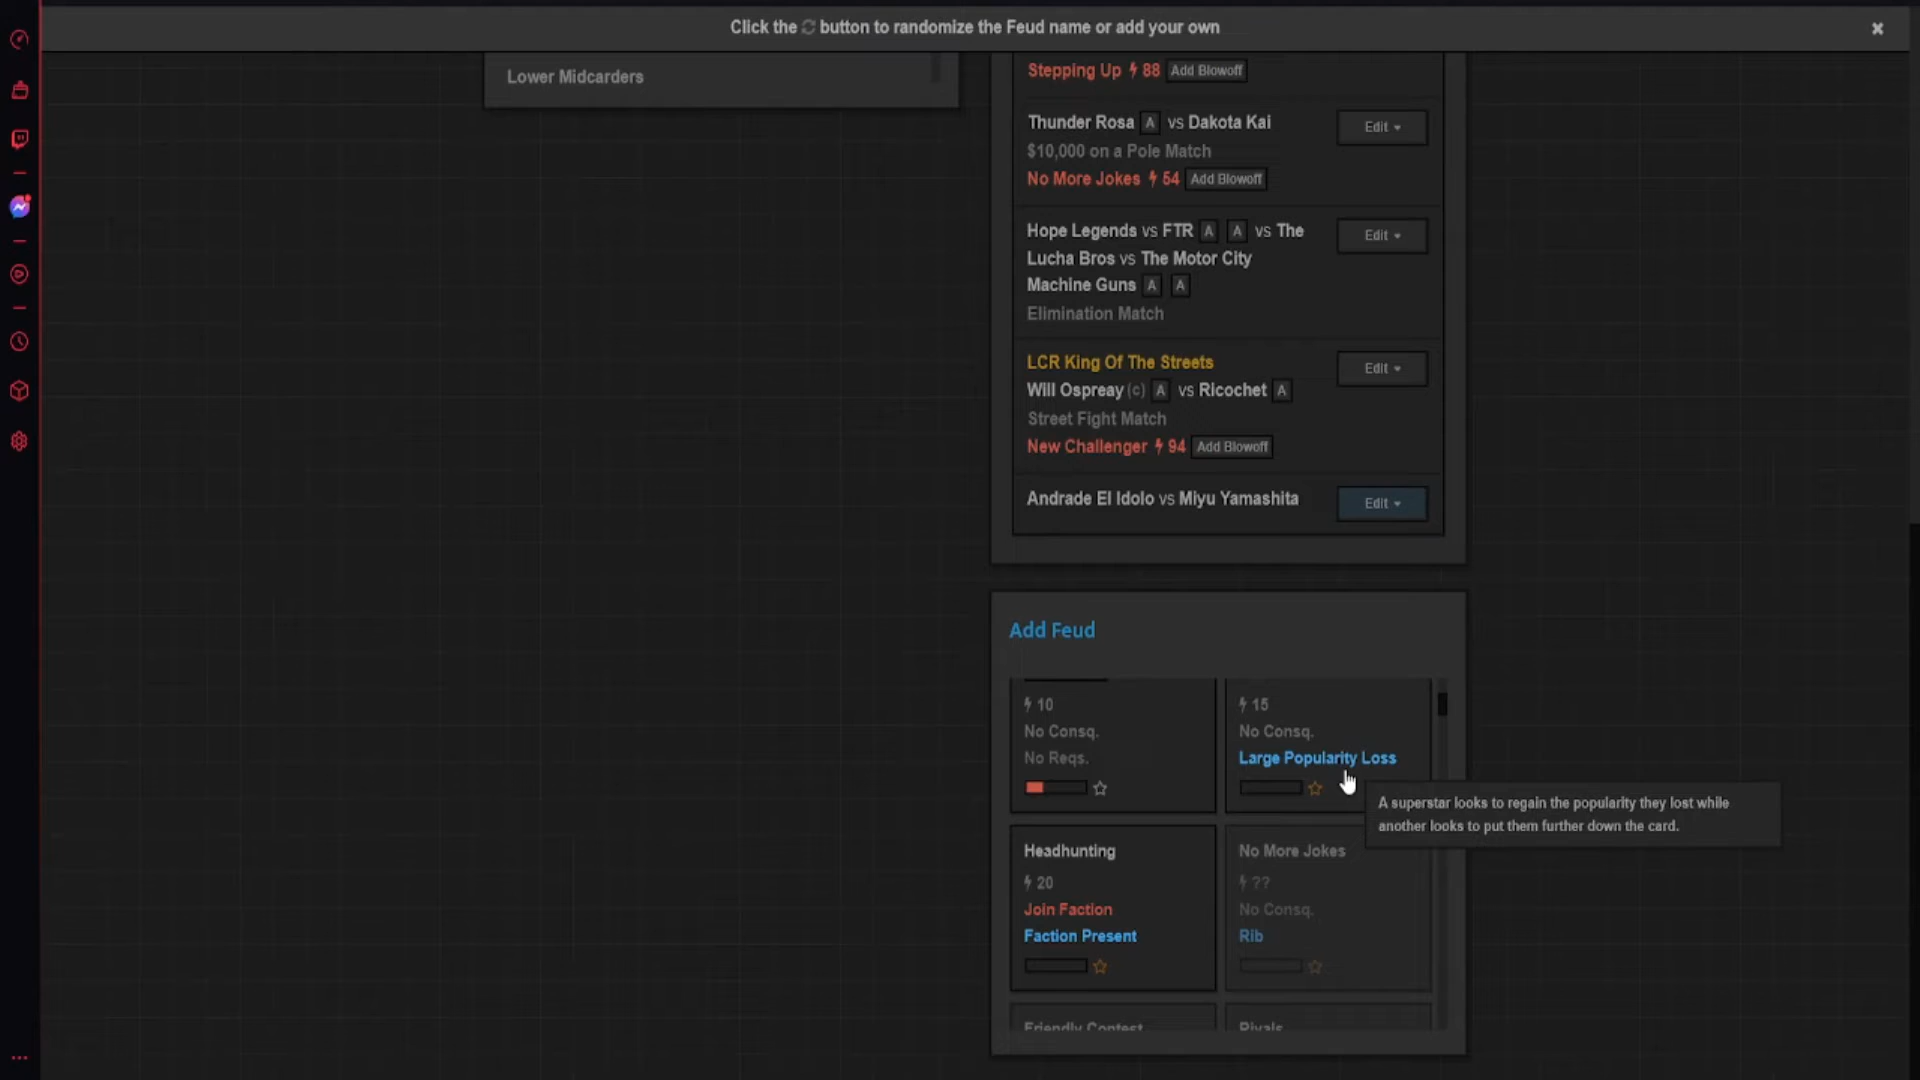 Click the button to randomize the Feud name or add your own
Lower Midcarders
Stepping Up 88 Add Blowoff
Thunder Rosa A vs Dakota Kai
Edit
$10,000 on a Pole Match
No More Jokes 54 Add Blowoff
Hope Legends vs FTR A A vs The
Lucha Bros vs The Motor City
Machine Guns A A
Edit
Elimination Match
LCR King Of The Streets
Will Ospreay (c) A vs Ricochet A
Edit
Street Fight Match
New Challenger 94 Add Blowoff
Andrade El Idolo vs Miyu Yamashita
Edit
Add Feud
10
No Consq.
No Reqs.
15
No Consq.
Large Popularity Loss
A superstar looks to regain the popularity they lost while
another looks to put them further down the card.
Headhunting
20
Join Faction
Faction Present
No More Jokes
??
No Consq.
Rib
Friendly Contest
Rivals